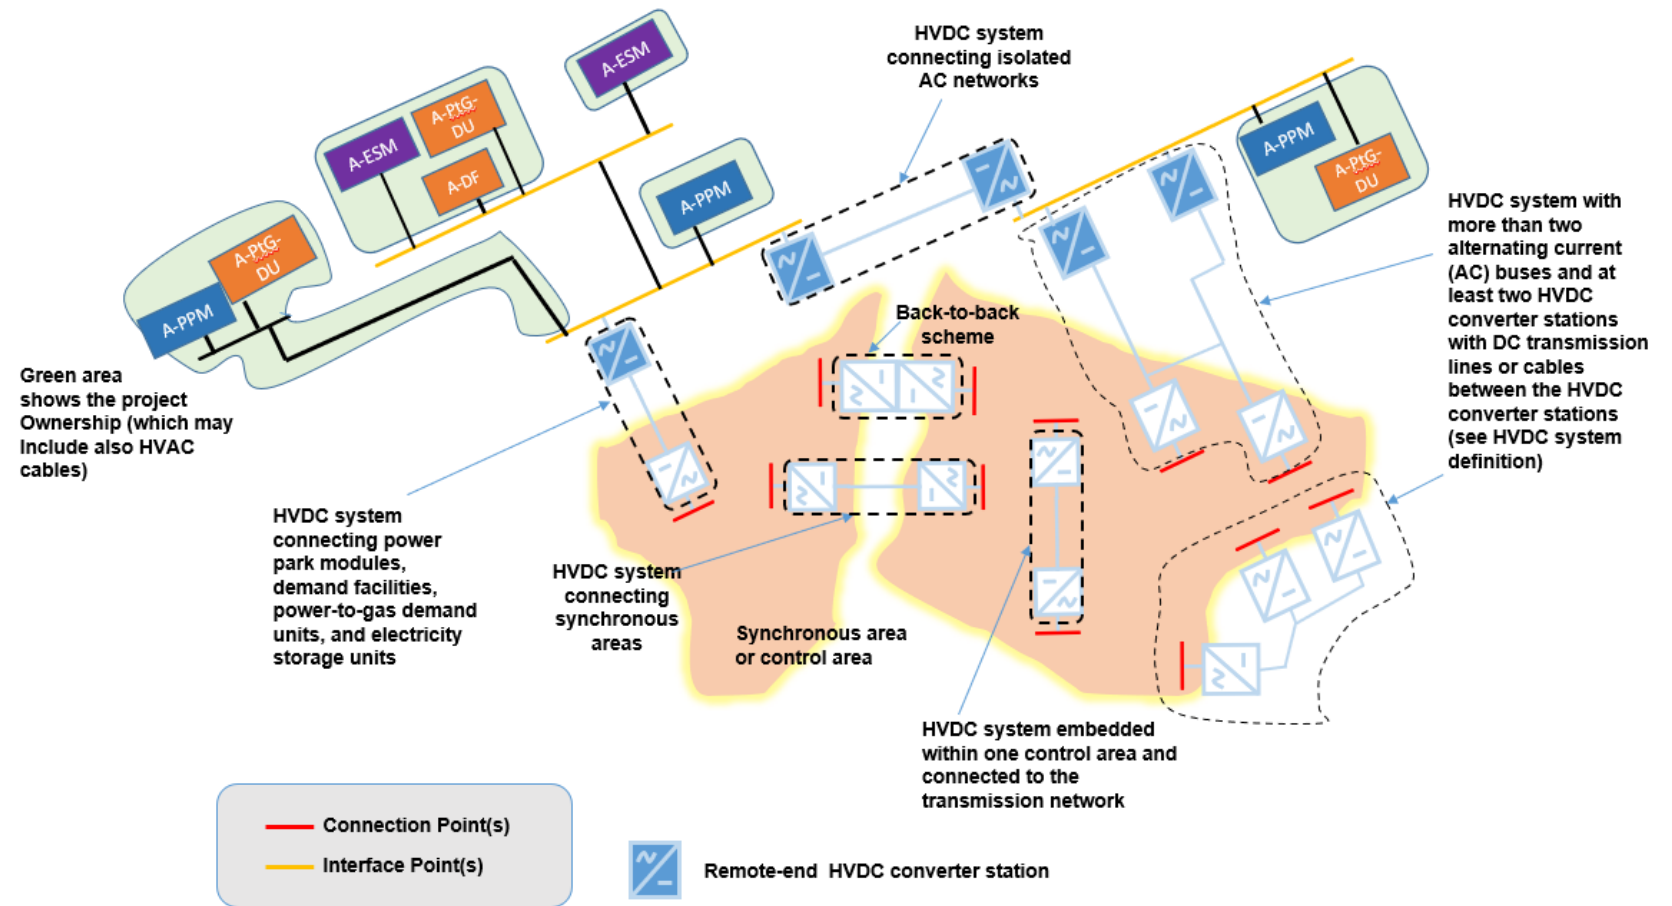 HVDC system
connecting isolated
AC networks
A-ESM
A-PtG-
DU
A-ESM
A-DF
A-PPM
A-PtG-
DU
A-PPM
A-PPM
A-PtG-
DU
HVDC system with
more than two
alternating current
(AC) buses and at
least two HVDC
converter stations
with DC transmission
lines or cables
between the HVDC
converter stations
(see HVDC system
definition)
Back-to-back
scheme
Green area
shows the project
Ownership (which may
Include also HVAC
cables)
HVDC system
connecting power
park modules,
demand facilities,
power-to-gas demand
units, and electricity
storage units
HVDC system
connecting
synchronous
areas
Synchronous area
or control area
HVDC system embedded
within one control area and
connected to the
transmission network
Connection Point(s)
Interface Point(s)
Remote-end HVDC converter station